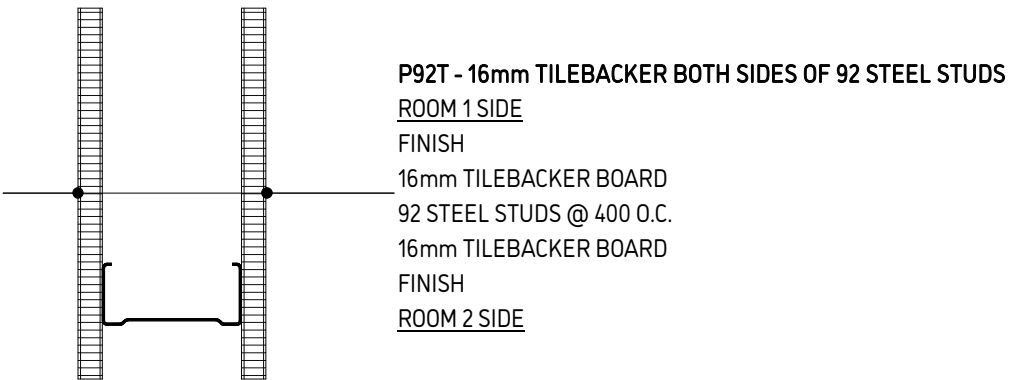 P92T - 16mm TILEBACKER BOTH SIDES OF 92 STEEL STUDS
ROOM 1 SIDE
FINISH
16mm TILEBACKER BOARD
92 STEEL STUDS @ 400 O.C.
16mm TILEBACKER BOARD
FINISH
ROOM 2 SIDE